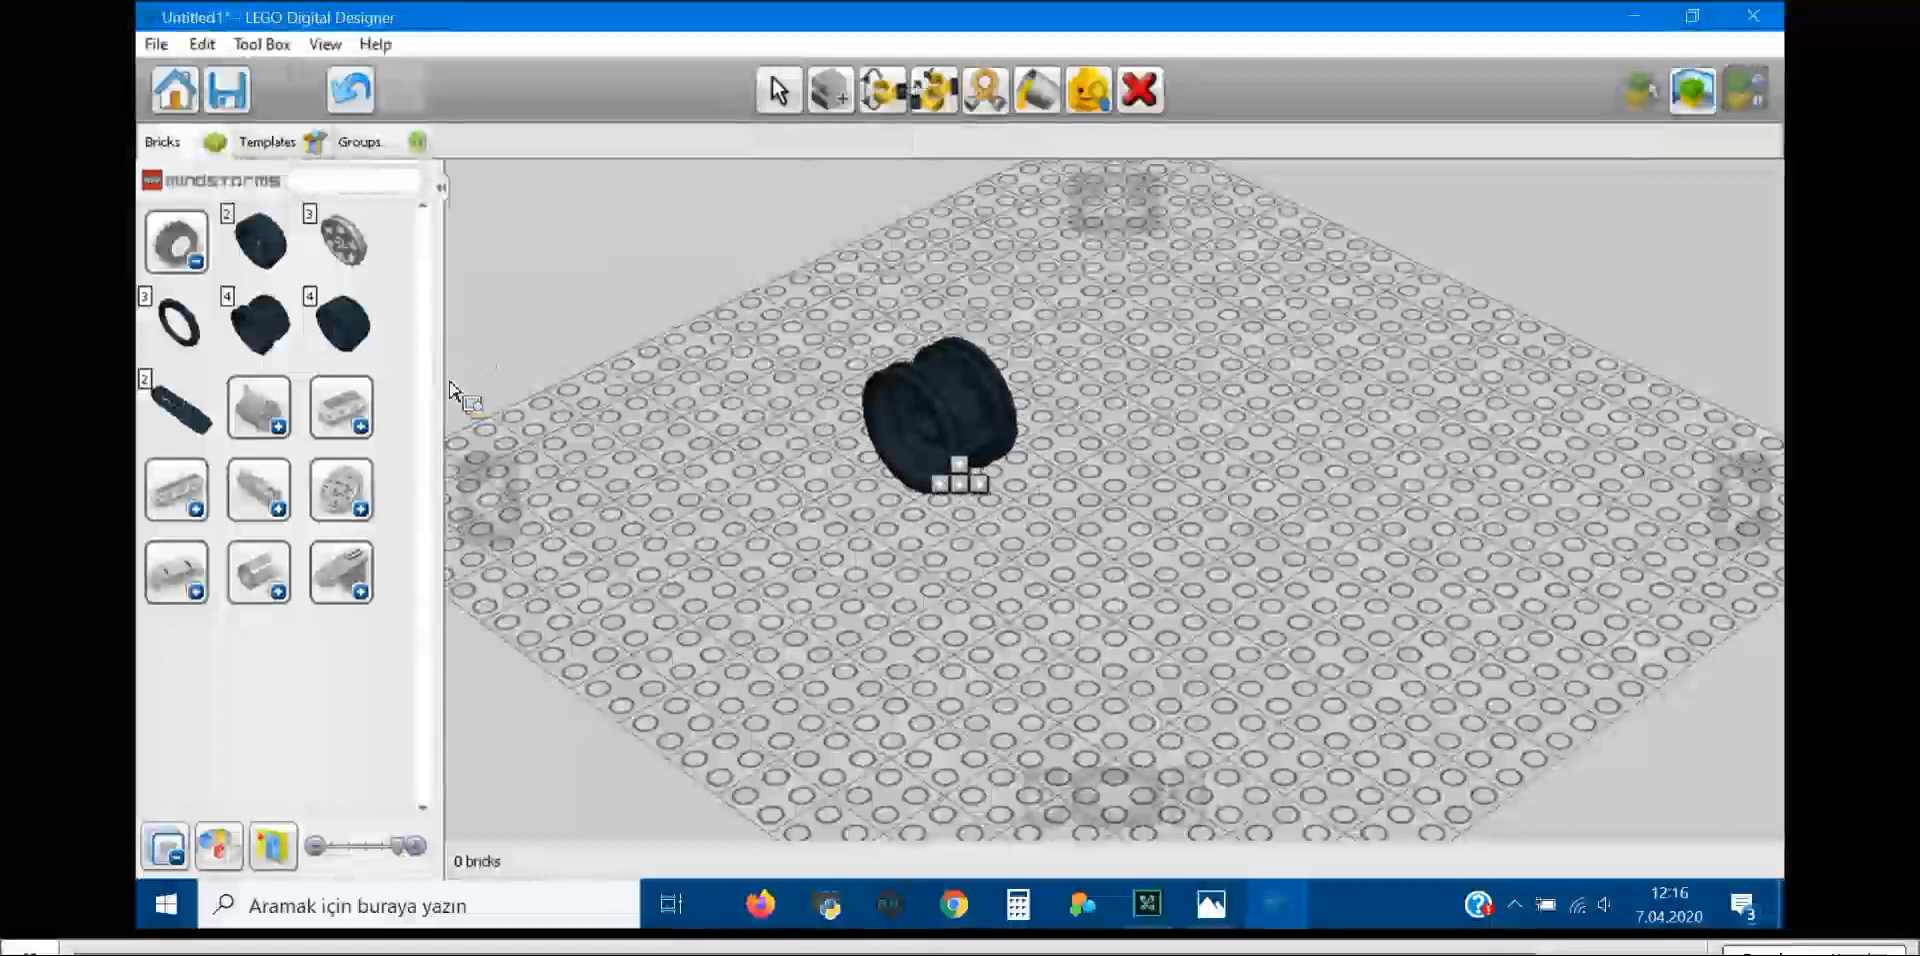 Untitled1* - LEGO Digital Designer
File Edit Tool Box View Help
Bricks Templates Groups
mindstorms
2 3
3 4 4
2
0 bricks
Aramak için buraya yazın
12:16
7.04.2020
3